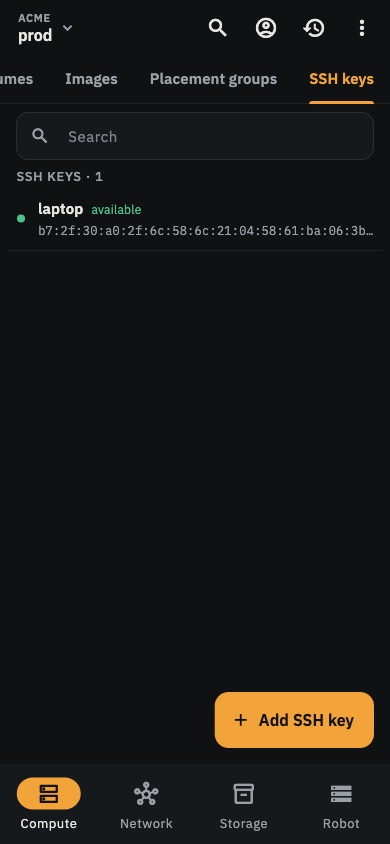 ACME
prod
umes Images Placement groups SSH keys
Search
SSH KEYS · 1
laptop available
b7:2f:30:a0:2f:6c:58:6c:21:04:58:61:ba:06:3b…
+ Add SSH key
Compute Network Storage Robot